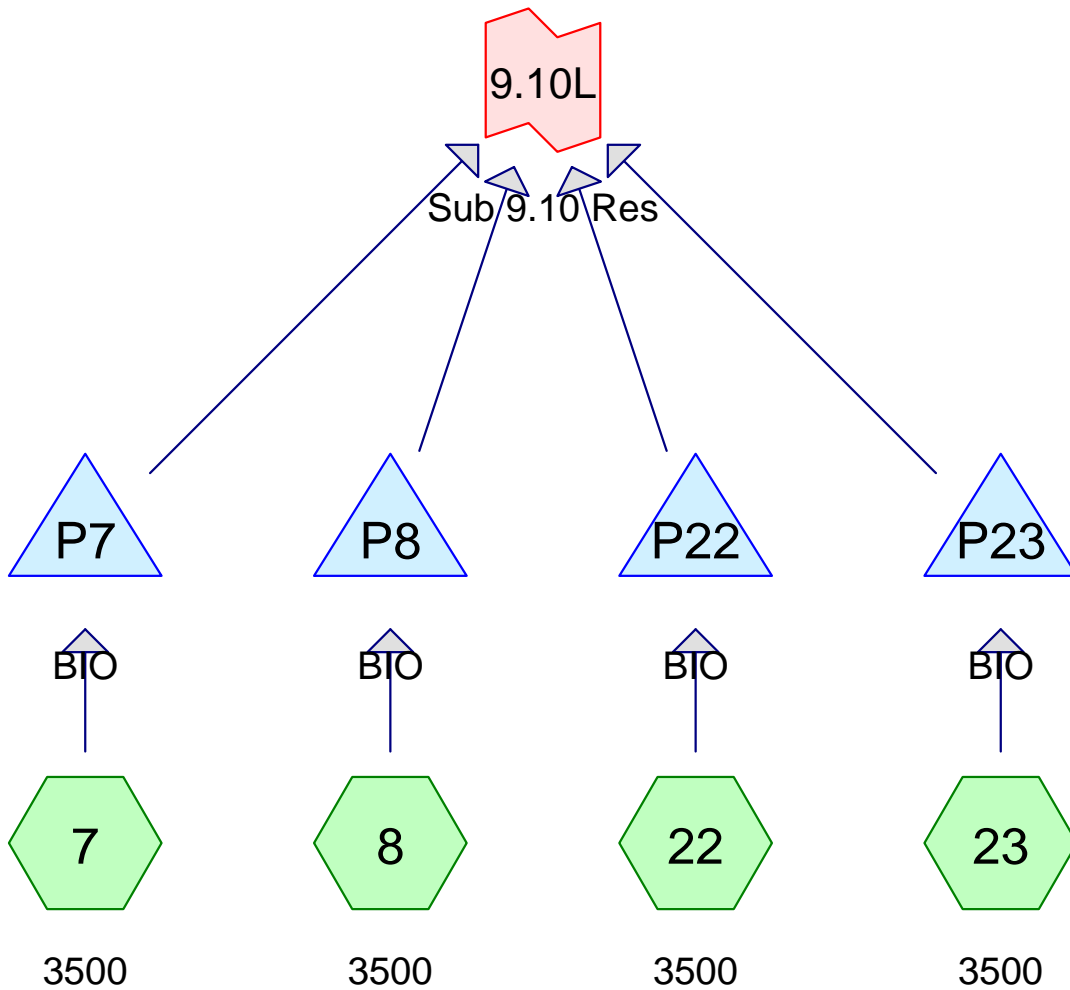 9.10L
Sub 9.10 Res
P7 P8 P22 P23
BIO BIO BIO BIO
7 8 22 23
3500 3500 3500 3500